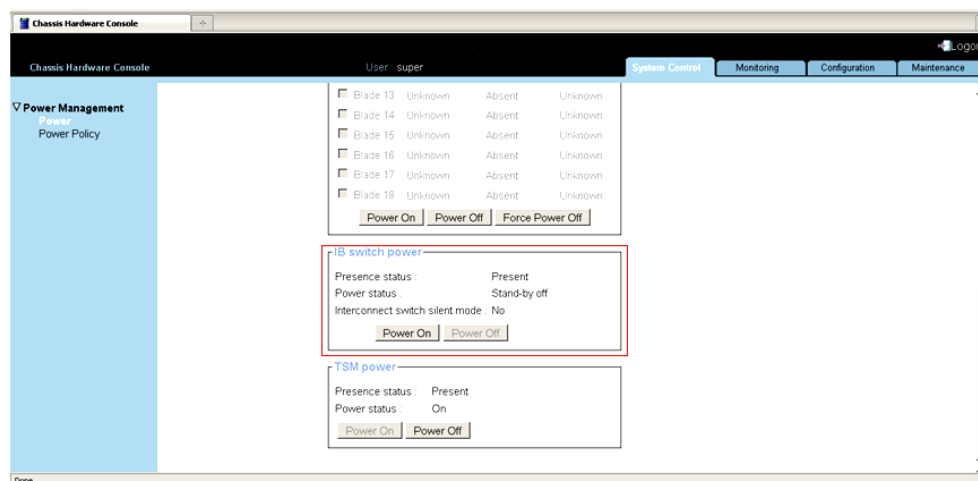 Chassis Hardware Console
Logou
Chassis Hardware Console
User : super
System Control
Monitoring
Configuration
Maintenance
Power Management
Power
Power Policy
Blade 13 Unknown Absent Unknown
Blade 14 Unknown Absent Unknown
Blade 15 Unknown Absent Unknown
Blade 16 Unknown Absent Unknown
Blade 17 Unknown Absent Unknown
Blade 18 Unknown Absent Unknown
Power On Power Off Force Power Off
IB switch power
Presence status : Present
Power status : Stand-by off
Interconnect switch silent mode : No
Power On Power Off
TSM power
Presence status : Present
Power status : On
Power On Power Off
Done